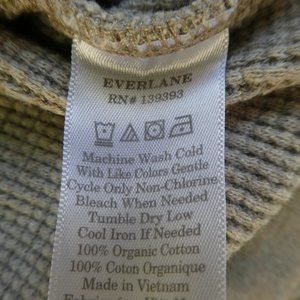 EVERLANE
RN# 139393
Machine Wash Cold
With Like Colors Gentle
Cycle Only Non-Chlorine
Bleach When Needed
Tumble Dry Low
Cool Iron If Needed
100% Organic Cotton
100% Coton Organique
Made in Vietnam